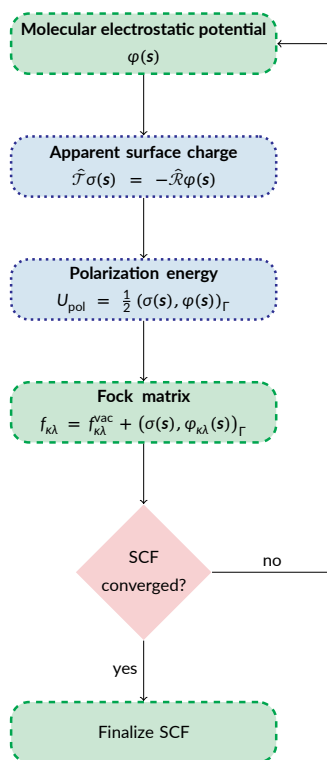 Molecular electrostatic potential
φ(s)
Apparent surface charge
𝒯̂σ(s) = −ℛ̂φ(s)
Polarization energy
U_pol = ½ (σ(s), φ(s))_Γ
Fock matrix
f_κλ = f_κλ^vac + (σ(s), φ_κλ(s))_Γ
SCF
converged?
no
yes
Finalize SCF